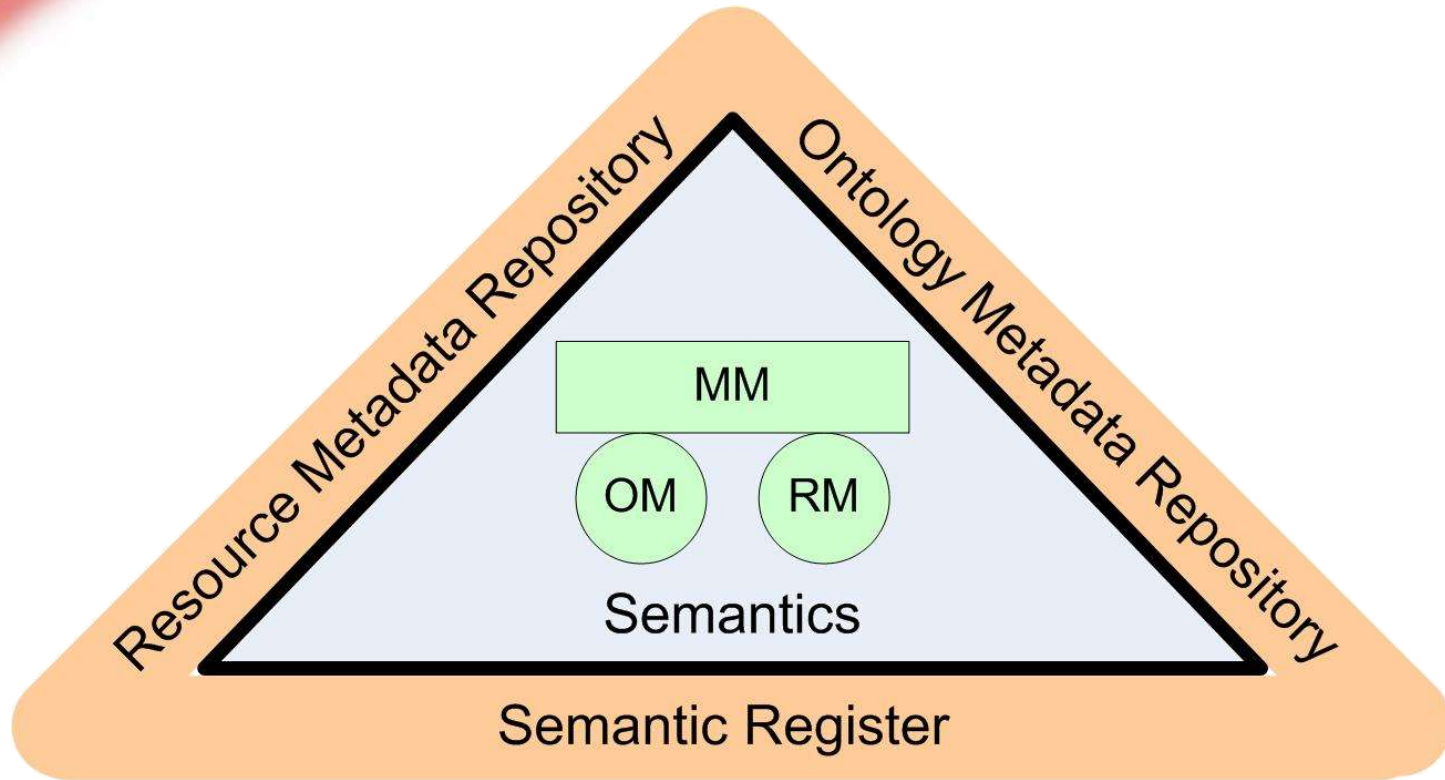 Resource Metadata Repository
Ontology Metadata Repository
MM
OM
RM
Semantics
Semantic Register